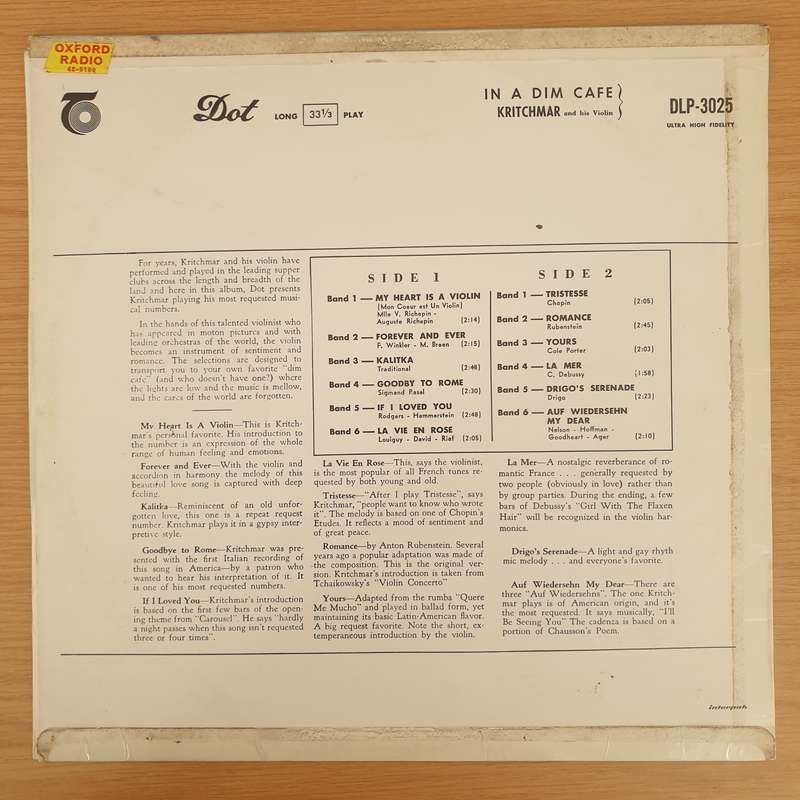 OXFORD
RADIO
Dot
LONG 33⅓ PLAY
IN A DIM CAFE
KRITCHMAR and his Violin
DLP-3025
ULTRA HIGH FIDELITY
For years, Kritchmar and his violin have
performed and played in the leading supper
clubs across the length and breadth of the
land and here in this album, Dot presents
Kritchmar playing his most requested musi-
cal numbers.
In the hands of this talented violinist who
has appeared in motion pictures and with
leading orchestras of the world, the violin
becomes an instrument of sentiment and
romance. The selections are designed to
transport you to your own favorite "dim
cafe" (and who doesn't have one?) where
the lights are low and the music is mellow,
and the cares of the world are forgotten.
SIDE 1
Band 1 — MY HEART IS A VIOLIN
(Mon Coeur est Un Violin)
Mlle V. Richepin -
Auguste Richepin (2:14)
Band 2 — FOREVER AND EVER
F. Winkler - M. Breen (2:15)
Band 3 — KALITKA
Traditional (2:48)
Band 4 — GOODBY TO ROME
Sigmand Pasal (2:30)
Band 5 — IF I LOVED YOU
Rodgers - Hammerstein (2:48)
Band 6 — LA VIE EN ROSE
Louiguy - David - Rief (2:05)
SIDE 2
Band 1 — TRISTESSE
Chopin (2:05)
Band 2 — ROMANCE
Rubenstein (2:45)
Band 3 — YOURS
Cole Porter (2:03)
Band 4 — LA MER
C. Debussy (1:58)
Band 5 — DRIGO'S SERENADE
Drigo (2:23)
Band 6 — AUF WIEDERSEHN
MY DEAR
Nelson - Hoffman -
Goodheart - Ager (2:10)
My Heart Is A Violin—This is Kritch-
mar's personal favorite. His introduction to
the number is an expression of the whole
range of human feeling and emotions.
Forever and Ever—With the violin and
accordion in harmony the melody of this
beautiful love song is captured with deep
feeling.
Kalitka—Reminiscent of an old unfor-
gotten love, this one is a repeat request
number. Kritchmar plays it in a gypsy inter-
pretive style.
Goodbye to Rome—Kritchmar was pre-
sented with the first Italian recording of
this song in America—by a patron who
wanted to hear his interpretation of it. It
is one of his most requested numbers.
If I Loved You—Kritchmar's introduction
is based on the first few bars of the open-
ing theme from "Carousel". He says "hardly
a night passes when this song isn't requested
three or four times".
La Vie En Rose—This, says the violinist,
is the most popular of all French tunes re-
quested by both young and old.
Tristesse—"After I play Tristesse", says
Kritchmar, "people want to know who wrote
it". The melody is based on one of Chopin's
Etudes. It reflects a mood of sentiment and
of great peace.
Romance—by Anton Rubenstein. Several
years ago a popular adaptation was made of
the composition. This is the original ver-
sion. Kritchmar's introduction is taken from
Tchaikowsky's "Violin Concerto"
Yours—Adapted from the rumba "Quere
Me Mucho" and played in ballad form, yet
maintaining its basic Latin-American flavor.
A big request favorite. Note the short, ex-
temperaneous introduction by the violin.
La Mer—A nostalgic reverberance of ro-
mantic France . . . . generally requested by
two people (obviously in love) rather than
by group parties. During the ending, a few
bars of Debussy's "Girl With The Flaxen
Hair" will be recognized in the violin har-
monics.
Drigo's Serenade—A light and gay rhyth
mic melody . . . and everyone's favorite.
Auf Wiedersehn My Dear—There are
three "Auf Wiedersehns". The one Kritch-
mar plays is of American origin, and it's
the most requested. It says musically, "I'll
Be Seeing You" The cadenza is based on a
portion of Chausson's Poem.
interpak